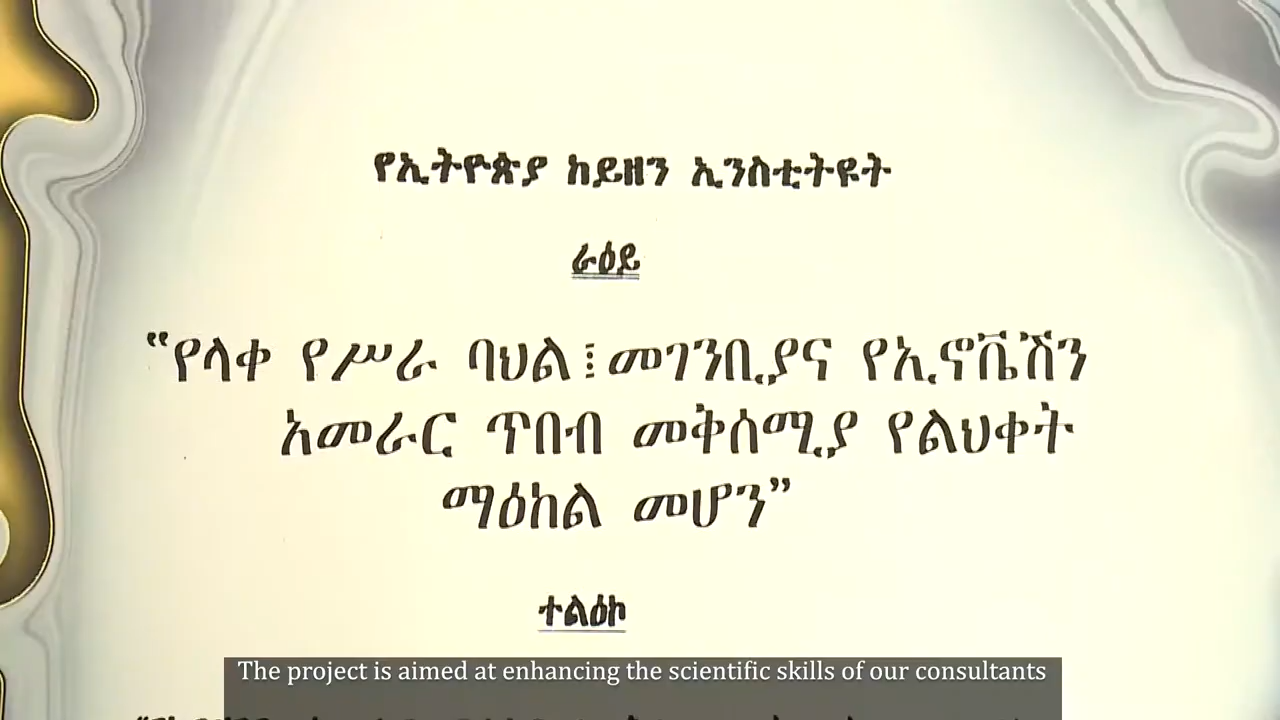 የኢትዮጵያ ከይዘን ኢንስቲትዩት
ራዕይ
“የላቀ የሥራ ባህል፤መገንቢያና የኢኖቬሽን
አመራር ጥበብ መቅሰሚያ የልህቀት
ማዕከል መሆን”
ተልዕኮ
The project is aimed at enhancing the scientific skills of our consultants